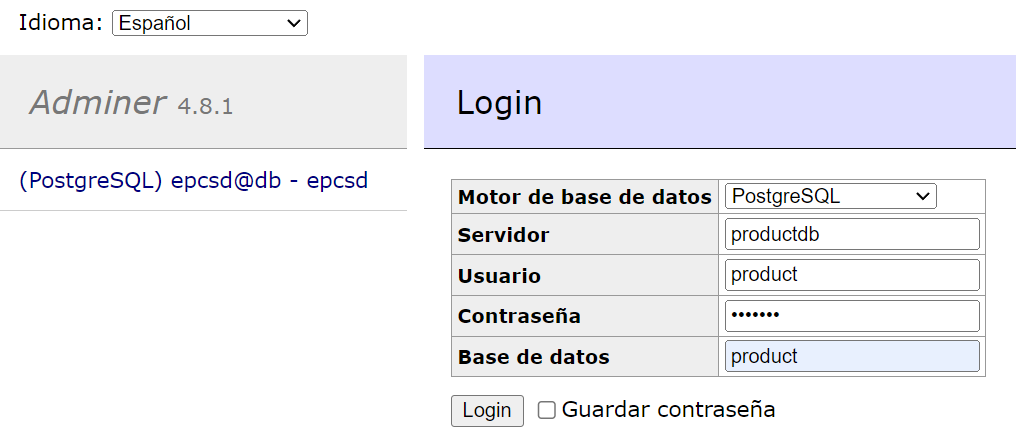 Idioma: Español
Adminer 4.8.1
(PostgreSQL) epcsd@db - epcsd
Login
Motor de base de datos PostgreSQL
Servidor productdb
Usuario product
Contraseña •••••••
Base de datos product
Login Guardar contraseña